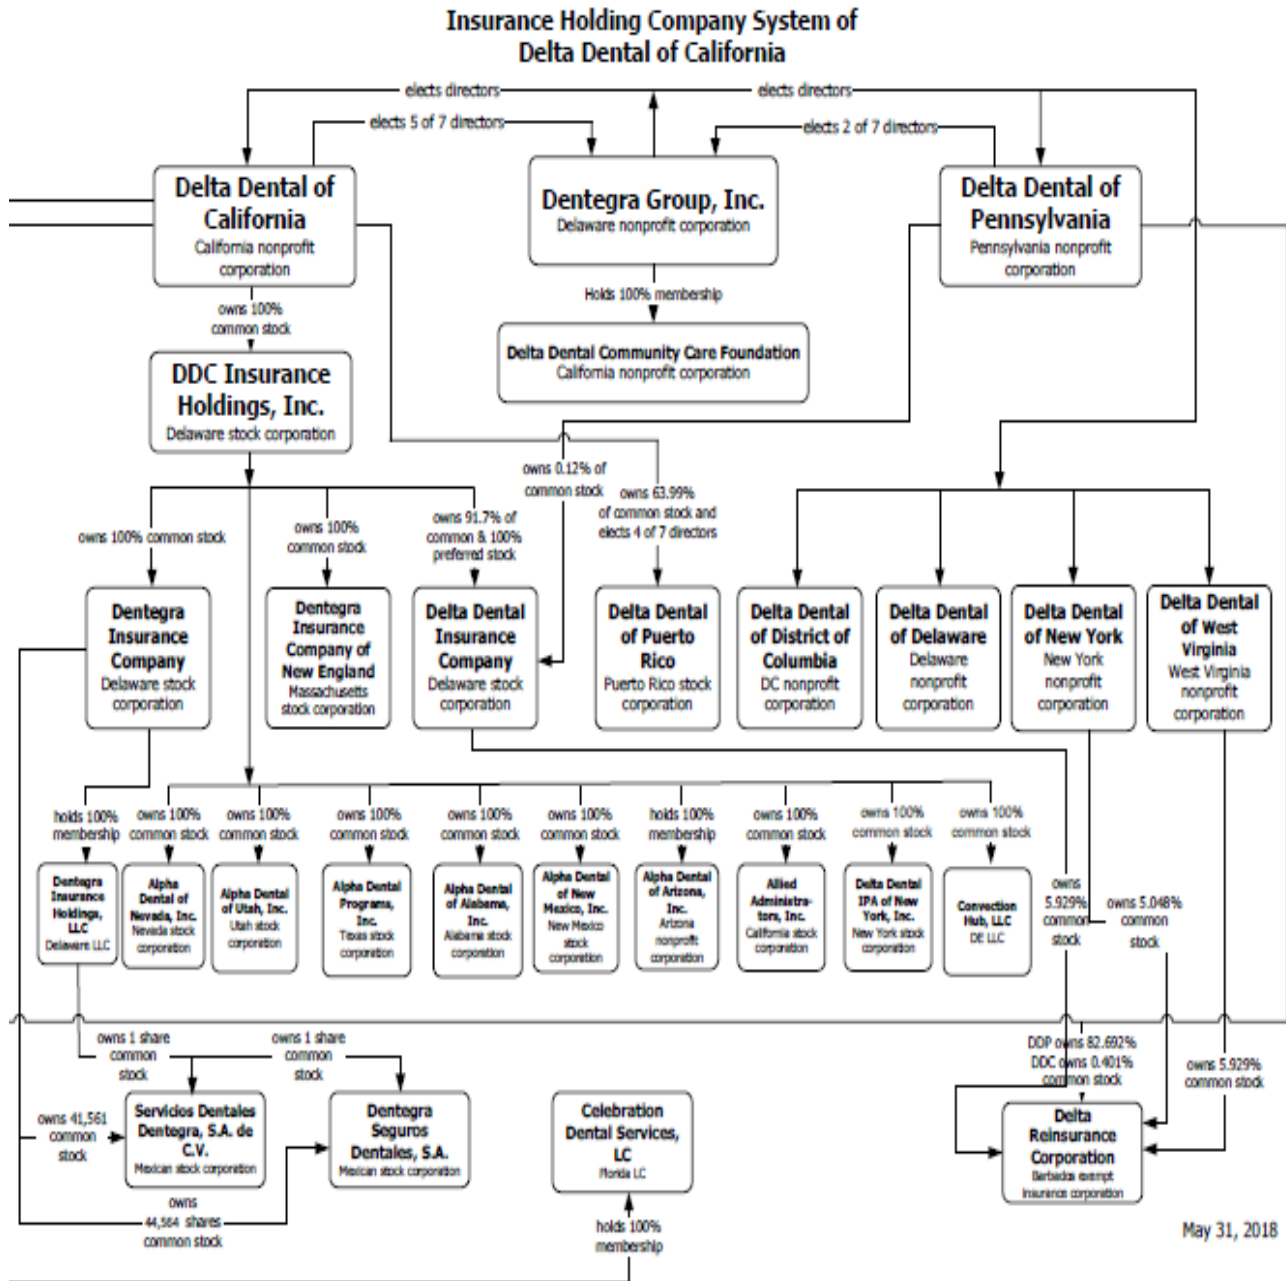 Insurance Holding Company System of
Delta Dental of California
elects directors
elects directors
elects 5 of 7 directors
elects 2 of 7 directors
Delta Dental of
California
California nonprofit
corporation
Dentegra Group, Inc.
Delaware nonprofit corporation
Delta Dental of
Pennsylvania
Pennsylvania nonprofit
corporation
owns 100%
common stock
Holds 100% membership
DDC Insurance
Holdings, Inc.
Delaware stock corporation
Delta Dental Community Care Foundation
California nonprofit corporation
owns 100% common stock
owns 100%
common stock
owns 91.7% of
common & 100%
preferred stock
owns 0.12% of
common stock
owns 63.99%
of common stock and
elects 4 of 7 directors
Dentegra
Insurance
Company
Delaware stock
corporation
Dentegra
Insurance
Company of
New England
Massachusetts
stock corporation
Delta Dental
Insurance
Company
Delaware stock
corporation
Delta Dental
of Puerto
Rico
Puerto Rico stock
corporation
Delta Dental
of District of
Columbia
DC nonprofit
corporation
Delta Dental
of Delaware
Delaware
nonprofit
corporation
Delta Dental
of New York
New York
nonprofit
corporation
Delta Dental
of West
Virginia
West Virginia
nonprofit
corporation
holds 100%
membership
owns 100%
common stock
owns 100%
common stock
owns 100%
common stock
owns 100%
common stock
owns 100%
common stock
holds 100%
membership
owns 100%
common stock
owns 100%
common stock
owns 100%
common stock
Dentegra
Insurance
Holdings,
LLC
Delaware LLC
Alpha
Dental of
Nevada, Inc.
Nevada stock
corporation
Alpha Dental
of Utah, Inc.
Utah stock
corporation
Alpha Dental
Programs,
Inc.
Texas stock
corporation
Alpha Dental
of Alabama,
Inc.
Alabama stock
corporation
Alpha Dental
of New
Mexico, Inc.
New Mexico
stock
corporation
Alpha Dental
of Arizona,
Inc.
Arizona
nonprofit
corporation
Allied
Administra-
tors, Inc.
California stock
corporation
Delta Dental
IPA of New
York, Inc.
New York stock
corporation
Convection
Hub, LLC
DE LLC
owns
5.929%
common
stock
owns 5.048%
common
stock
owns 1 share
common
stock
owns 1 share
common
stock
DDP owns 82.692%
DDC owns 0.401%
common stock
owns 5.929%
common stock
owns 41,561
common
stock
Servicios Dentales
Dentegra, S.A. de
C.V.
Mexican stock corporation
Dentegra
Seguros
Dentales, S.A.
Mexican stock corporation
Celebration
Dental Services,
LC
Florida LC
Delta
Reinsurance
Corporation
Barbados exempt
Insurance corporation
owns
44,564 shares
common stock
holds 100%
membership
May 31, 2018